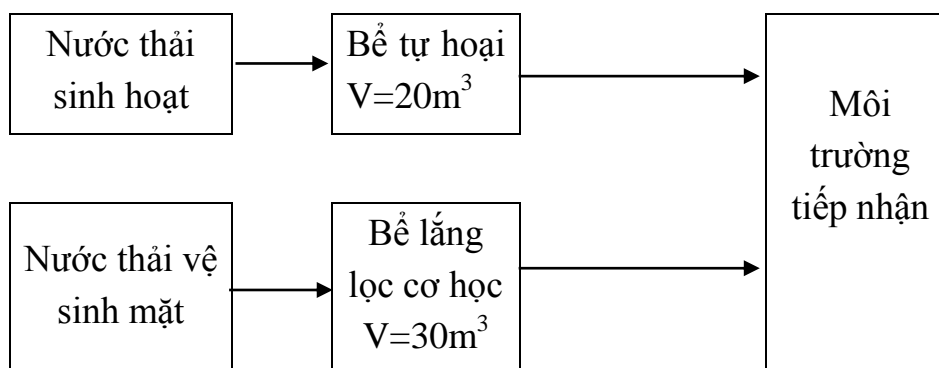 Nước thải
sinh hoạt
Bể tự hoại
V=20m³
Môi
trường
tiếp nhận
Nước thải vệ
sinh mặt
Bể lắng
lọc cơ học
V=30m³